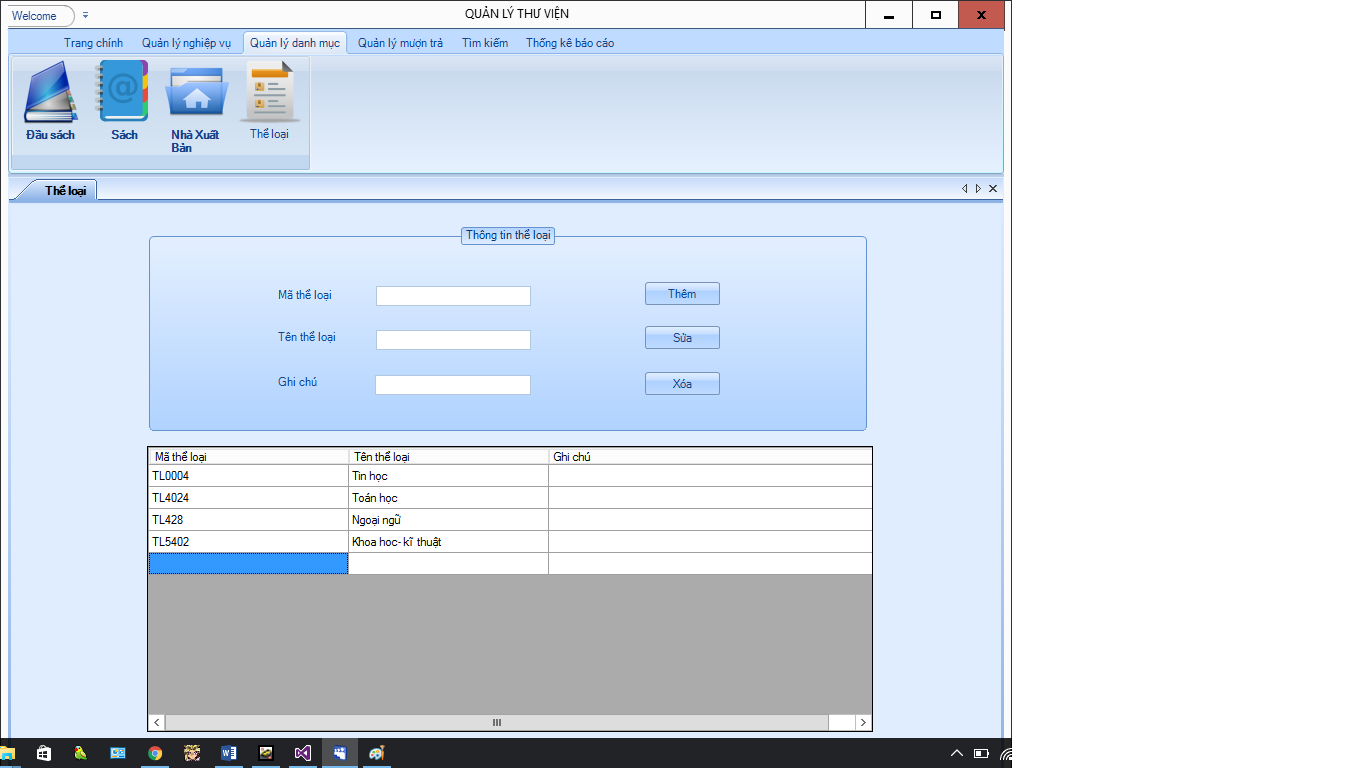 Welcome
QUẢN LÝ THƯ VIỆN
Trang chính Quản lý nghiệp vụ Quản lý danh mục Quản lý mượn trả Tìm kiếm Thống kê báo cáo
Đầu sách Sách Nhà Xuất Bản Thể loại
Thể loại
Thông tin thể loại
Mã thể loại Thêm
Tên thể loại Sửa
Ghi chú Xóa
Mã thể loại Tên thể loại Ghi chú
TL0004 Tin học
TL4024 Toán học
TL428 Ngoại ngữ
TL5402 Khoa hoc- kĩ thuật